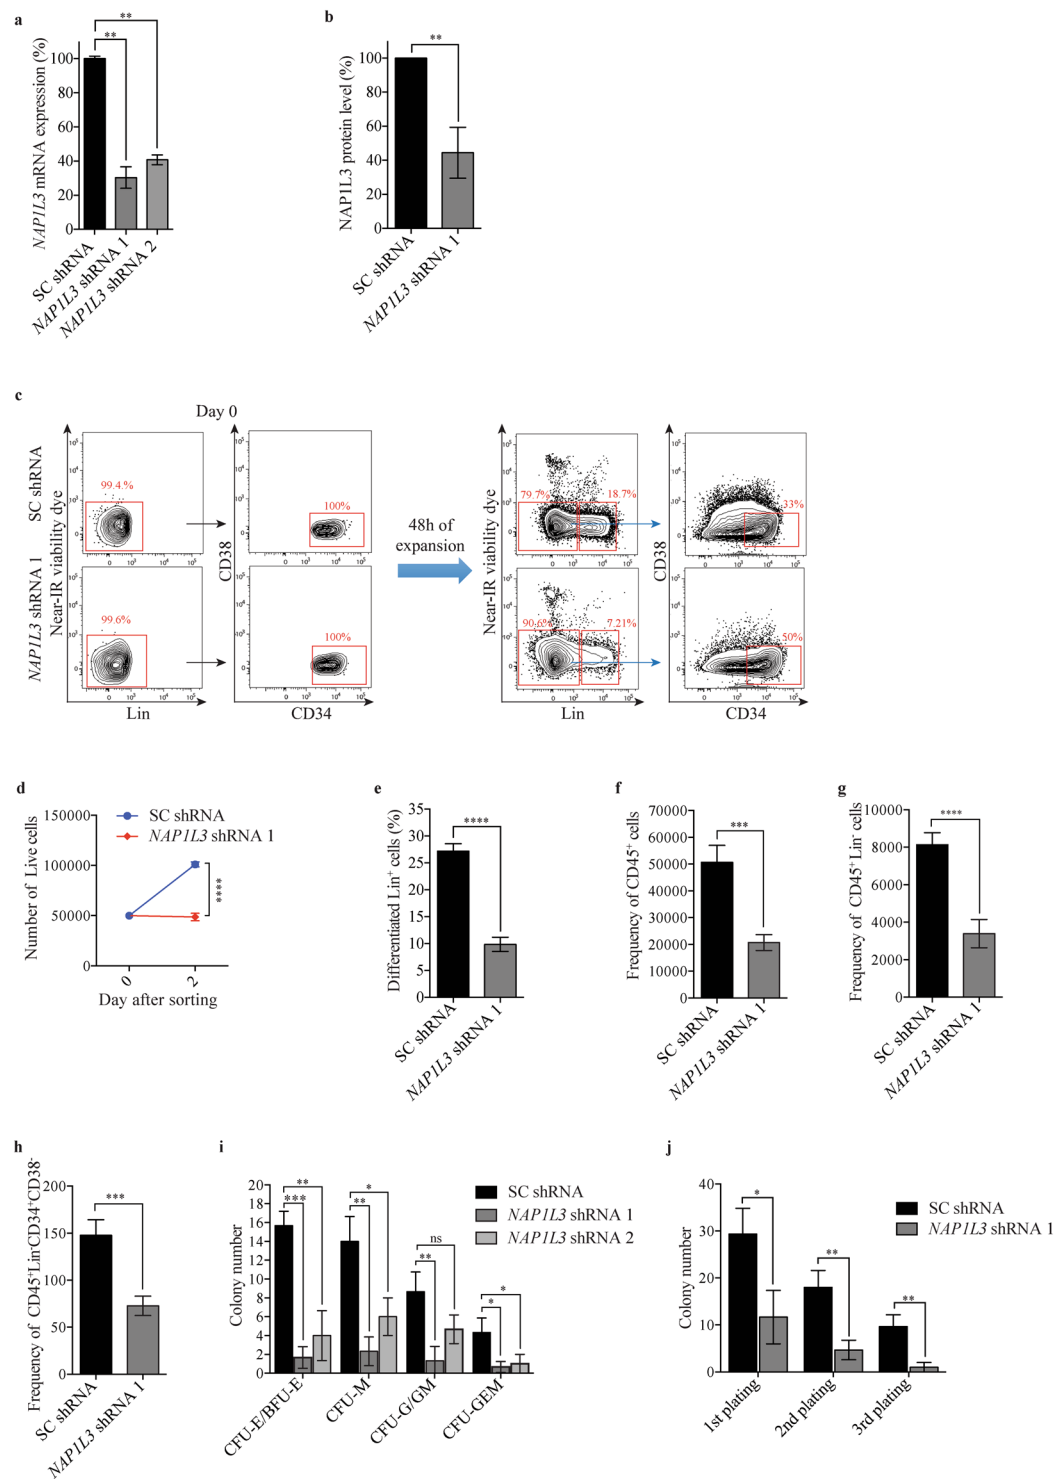 a
**
**
NAP1L3 mRNA expression (%)
100
80
60
40
20
0
SC shRNA
NAP1L3 shRNA 1
NAP1L3 shRNA 2
b
**
NAP1L3 protein level (%)
100
80
60
40
20
0
SC shRNA
NAP1L3 shRNA 1
c
Day 0
SC shRNA
NAP1L3 shRNA 1
Near-IR viability dye
99.4.%
100%
99.6%
100%
CD38
Lin
CD34
48h of
expansion
Near-IR viability dye
79.7%
18.7%
33%
90.6%
7.21%
50%
CD38
Lin
CD34
d
SC shRNA
NAP1L3 shRNA 1
Number of Live cells
150000
100000
50000
0
****
0
2
Day after sorting
e
****
Differentiated Lin+ cells (%)
35
30
25
20
15
10
5
0
SC shRNA
NAP1L3 shRNA 1
f
***
Frequency of CD45+ cells
70000
60000
50000
40000
30000
20000
10000
0
SC shRNA
NAP1L3 shRNA 1
g
****
Frequency of CD45+Lin- cells
10000
8000
6000
4000
2000
0
SC shRNA
NAP1L3 shRNA 1
h
***
Frequency of CD45+Lin-CD34+CD38-
200
150
100
50
0
SC shRNA
NAP1L3 shRNA 1
i
SC shRNA
NAP1L3 shRNA 1
NAP1L3 shRNA 2
Colony number
20
18
16
14
12
10
8
6
4
2
0
**
***
*
**
ns
**
*
*
CFU-E/BFU-E
CFU-M
CFU-G/GM
CFU-GEM
j
SC shRNA
NAP1L3 shRNA 1
Colony number
40
30
20
10
0
*
**
**
1st plating
2nd plating
3rd plating